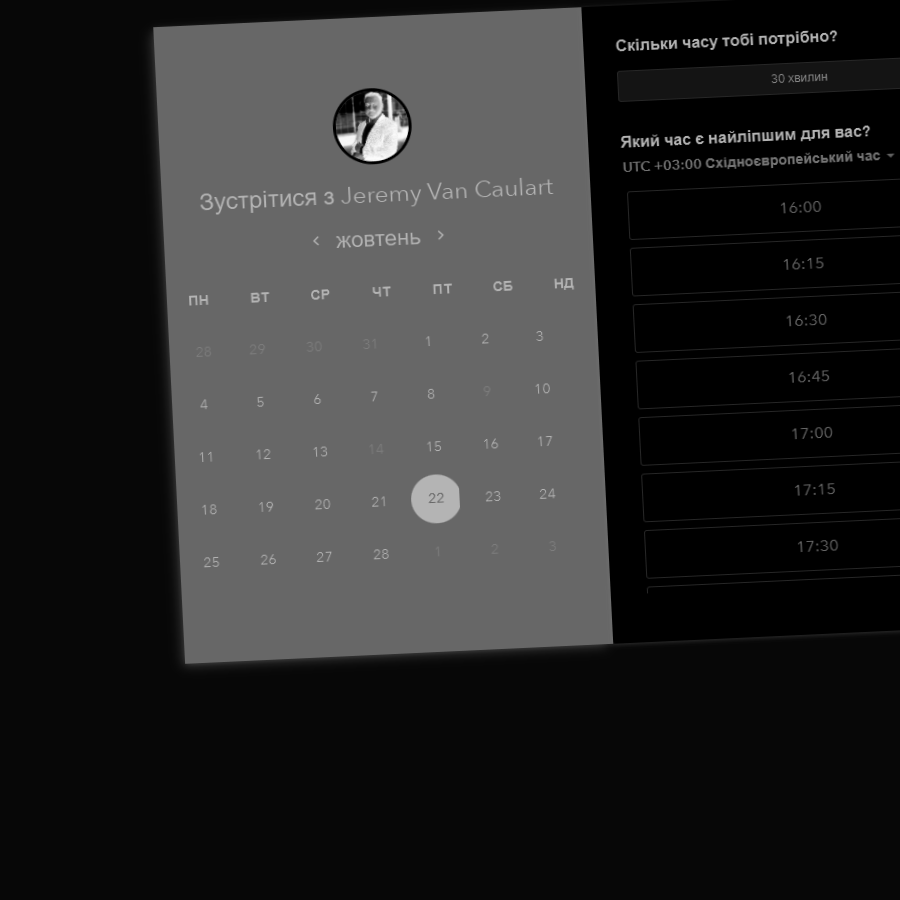 Зустрітися з Jeremy Van Caulart
жовтень
ПН ВТ СР ЧТ ПТ СБ НД
28 29 30 31 1 2 3
4 5 6 7 8 9 10
11 12 13 14 15 16 17
18 19 20 21 22 23 24
25 26 27 28 1 2 3
Скільки часу тобі потрібно?
30 хвилин
Який час є найліпшим для вас?
UTC +03:00 Східноєвропейський час
16:00
16:15
16:30
16:45
17:00
17:15
17:30